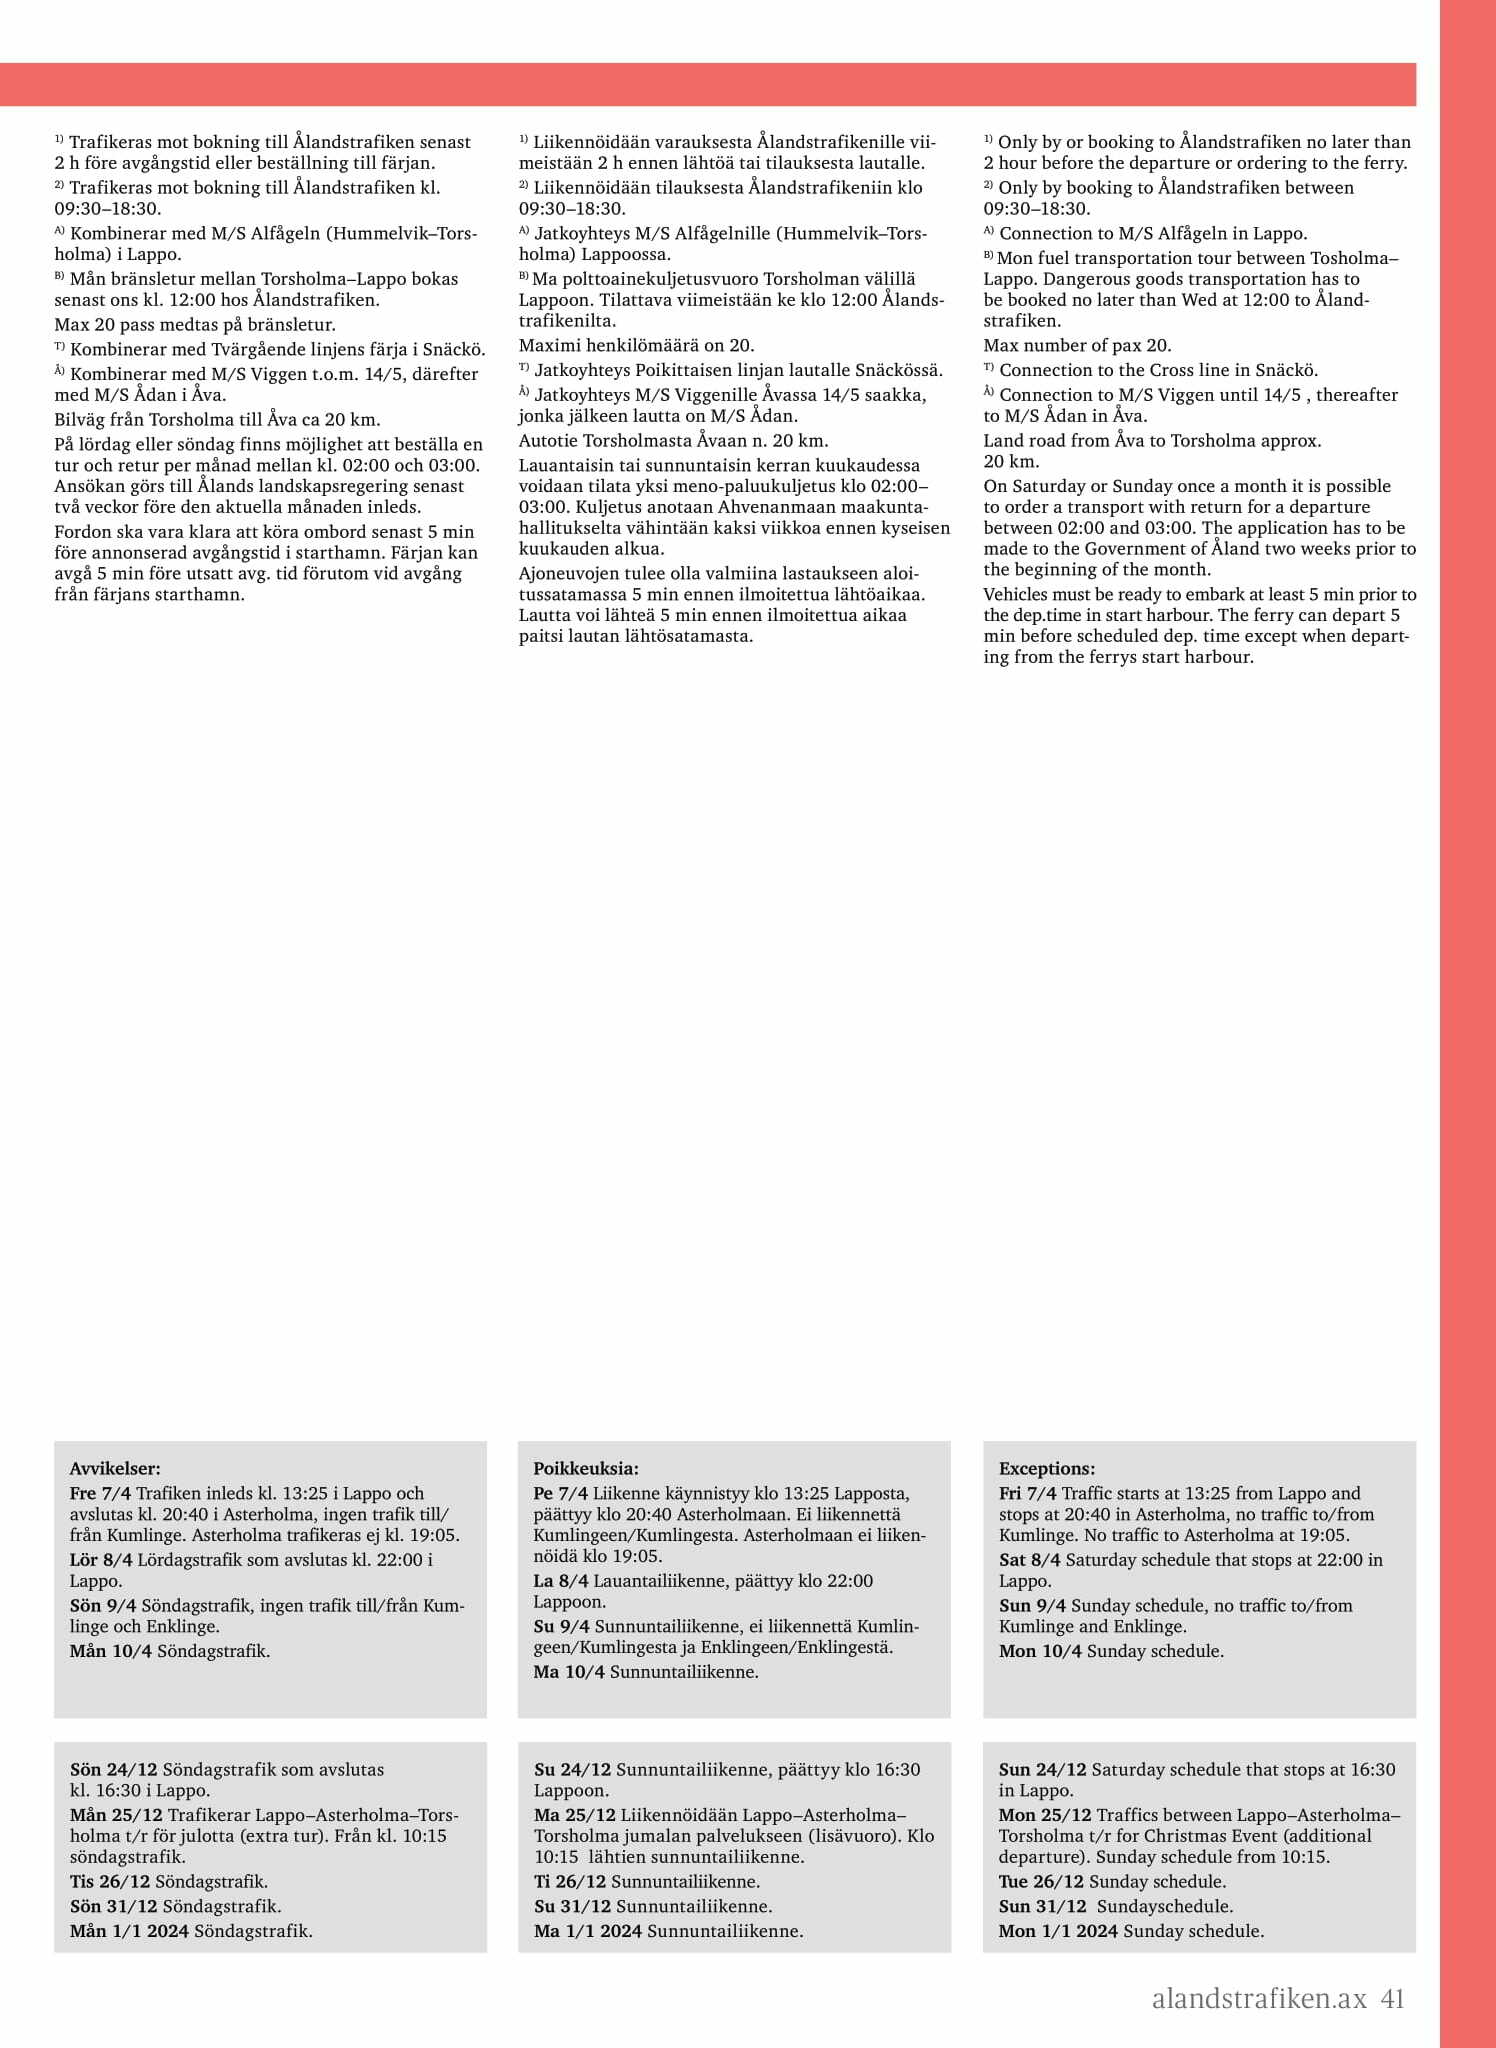 1) Trafikeras mot bokning till Ålandstrafiken senast
2 h före avgångstid eller beställning till färjan.
2) Trafikeras mot bokning till Ålandstrafiken kl.
09:30–18:30.
A) Kombinerar med M/S Alfågeln (Hummelvik–Tors-
holma) i Lappo.
B) Mån bränsletur mellan Torsholma–Lappo bokas
senast ons kl. 12:00 hos Ålandstrafiken.
Max 20 pass medtas på bränsletur.
T) Kombinerar med Tvärgående linjens färja i Snäckö.
Å) Kombinerar med M/S Viggen t.o.m. 14/5, därefter
med M/S Ådan i Åva.
Bilväg från Torsholma till Åva ca 20 km.
På lördag eller söndag finns möjlighet att beställa en
tur och retur per månad mellan kl. 02:00 och 03:00.
Ansökan görs till Ålands landskapsregering senast
två veckor före den aktuella månaden inleds.
Fordon ska vara klara att köra ombord senast 5 min
före annonserad avgångstid i starthamn. Färjan kan
avgå 5 min före utsatt avg. tid förutom vid avgång
från färjans starthamn.
1) Liikennöidään varauksesta Ålandstrafikenille vii-
meistään 2 h ennen lähtöä tai tilauksesta lautalle.
2) Liikennöidään tilauksesta Ålandstrafikeniin klo
09:30–18:30.
A) Jatkoyhteys M/S Alfågelnille (Hummelvik–Tors-
holma) Lappoossa.
B) Ma polttoainekuljetusvuoro Torsholman välillä
Lappoon. Tilattava viimeistään ke klo 12:00 Ålands-
trafikenilta.
Maximi henkilömäärä on 20.
T) Jatkoyhteys Poikittaisen linjan lautalle Snäckössä.
Å) Jatkoyhteys M/S Viggenille Åvassa 14/5 saakka,
jonka jälkeen lautta on M/S Ådan.
Autotie Torsholmasta Åvaan n. 20 km.
Lauantaisin tai sunnuntaisin kerran kuukaudessa
voidaan tilata yksi meno-paluukuljetus klo 02:00–
03:00. Kuljetus anotaan Ahvenanmaan maakunta-
hallitukselta vähintään kaksi viikkoa ennen kyseisen
kuukauden alkua.
Ajoneuvojen tulee olla valmiina lastaukseen aloi-
tussatamassa 5 min ennen ilmoitettua lähtöaikaa.
Lautta voi lähteä 5 min ennen ilmoitettua aikaa
paitsi lautan lähtösatamasta.
1) Only by or booking to Ålandstrafiken no later than
2 hour before the departure or ordering to the ferry.
2) Only by booking to Ålandstrafiken between
09:30–18:30.
A) Connection to M/S Alfågeln in Lappo.
B) Mon fuel transportation tour between Tosholma–
Lappo. Dangerous goods transportation has to
be booked no later than Wed at 12:00 to Åland-
strafiken.
Max number of pax 20.
T) Connection to the Cross line in Snäckö.
Å) Connection to M/S Viggen until 14/5 , thereafter
to M/S Ådan in Åva.
Land road from Åva to Torsholma approx.
20 km.
On Saturday or Sunday once a month it is possible
to order a transport with return for a departure
between 02:00 and 03:00. The application has to be
made to the Government of Åland two weeks prior to
the beginning of the month.
Vehicles must be ready to embark at least 5 min prior to
the dep.time in start harbour. The ferry can depart 5
min before scheduled dep. time except when depart-
ing from the ferrys start harbour.
Avvikelser:
Fre 7/4 Trafiken inleds kl. 13:25 i Lappo och
avslutas kl. 20:40 i Asterholma, ingen trafik till/
från Kumlinge. Asterholma trafikeras ej kl. 19:05.
Lör 8/4 Lördagstrafik som avslutas kl. 22:00 i
Lappo.
Sön 9/4 Söndagstrafik, ingen trafik till/från Kum-
linge och Enklinge.
Mån 10/4 Söndagstrafik.
Poikkeuksia:
Pe 7/4 Liikenne käynnistyy klo 13:25 Lapposta,
päättyy klo 20:40 Asterholmaan. Ei liikennettä
Kumlingeen/Kumlingesta. Asterholmaan ei liiken-
nöidä klo 19:05.
La 8/4 Lauantailiikenne, päättyy klo 22:00
Lappoon.
Su 9/4 Sunnuntailiikenne, ei liikennettä Kumlin-
geen/Kumlingesta ja Enklingeen/Enklingestä.
Ma 10/4 Sunnuntailiikenne.
Exceptions:
Fri 7/4 Traffic starts at 13:25 from Lappo and
stops at 20:40 in Asterholma, no traffic to/from
Kumlinge. No traffic to Asterholma at 19:05.
Sat 8/4 Saturday schedule that stops at 22:00 in
Lappo.
Sun 9/4 Sunday schedule, no traffic to/from
Kumlinge and Enklinge.
Mon 10/4 Sunday schedule.
Sön 24/12 Söndagstrafik som avslutas
kl. 16:30 i Lappo.
Mån 25/12 Trafikerar Lappo–Asterholma–Tors-
holma t/r för julotta (extra tur). Från kl. 10:15
söndagstrafik.
Tis 26/12 Söndagstrafik.
Sön 31/12 Söndagstrafik.
Mån 1/1 2024 Söndagstrafik.
Su 24/12 Sunnuntailiikenne, päättyy klo 16:30
Lappoon.
Ma 25/12 Liikennöidään Lappo–Asterholma–
Torsholma jumalan palvelukseen (lisävuoro). Klo
10:15 lähtien sunnuntailiikenne.
Ti 26/12 Sunnuntailiikenne.
Su 31/12 Sunnuntailiikenne.
Ma 1/1 2024 Sunnuntailiikenne.
Sun 24/12 Saturday schedule that stops at 16:30
in Lappo.
Mon 25/12 Traffics between Lappo–Asterholma–
Torsholma t/r for Christmas Event (additional
departure). Sunday schedule from 10:15.
Tue 26/12 Sunday schedule.
Sun 31/12 Sundayschedule.
Mon 1/1 2024 Sunday schedule.
alandstrafiken.ax 41